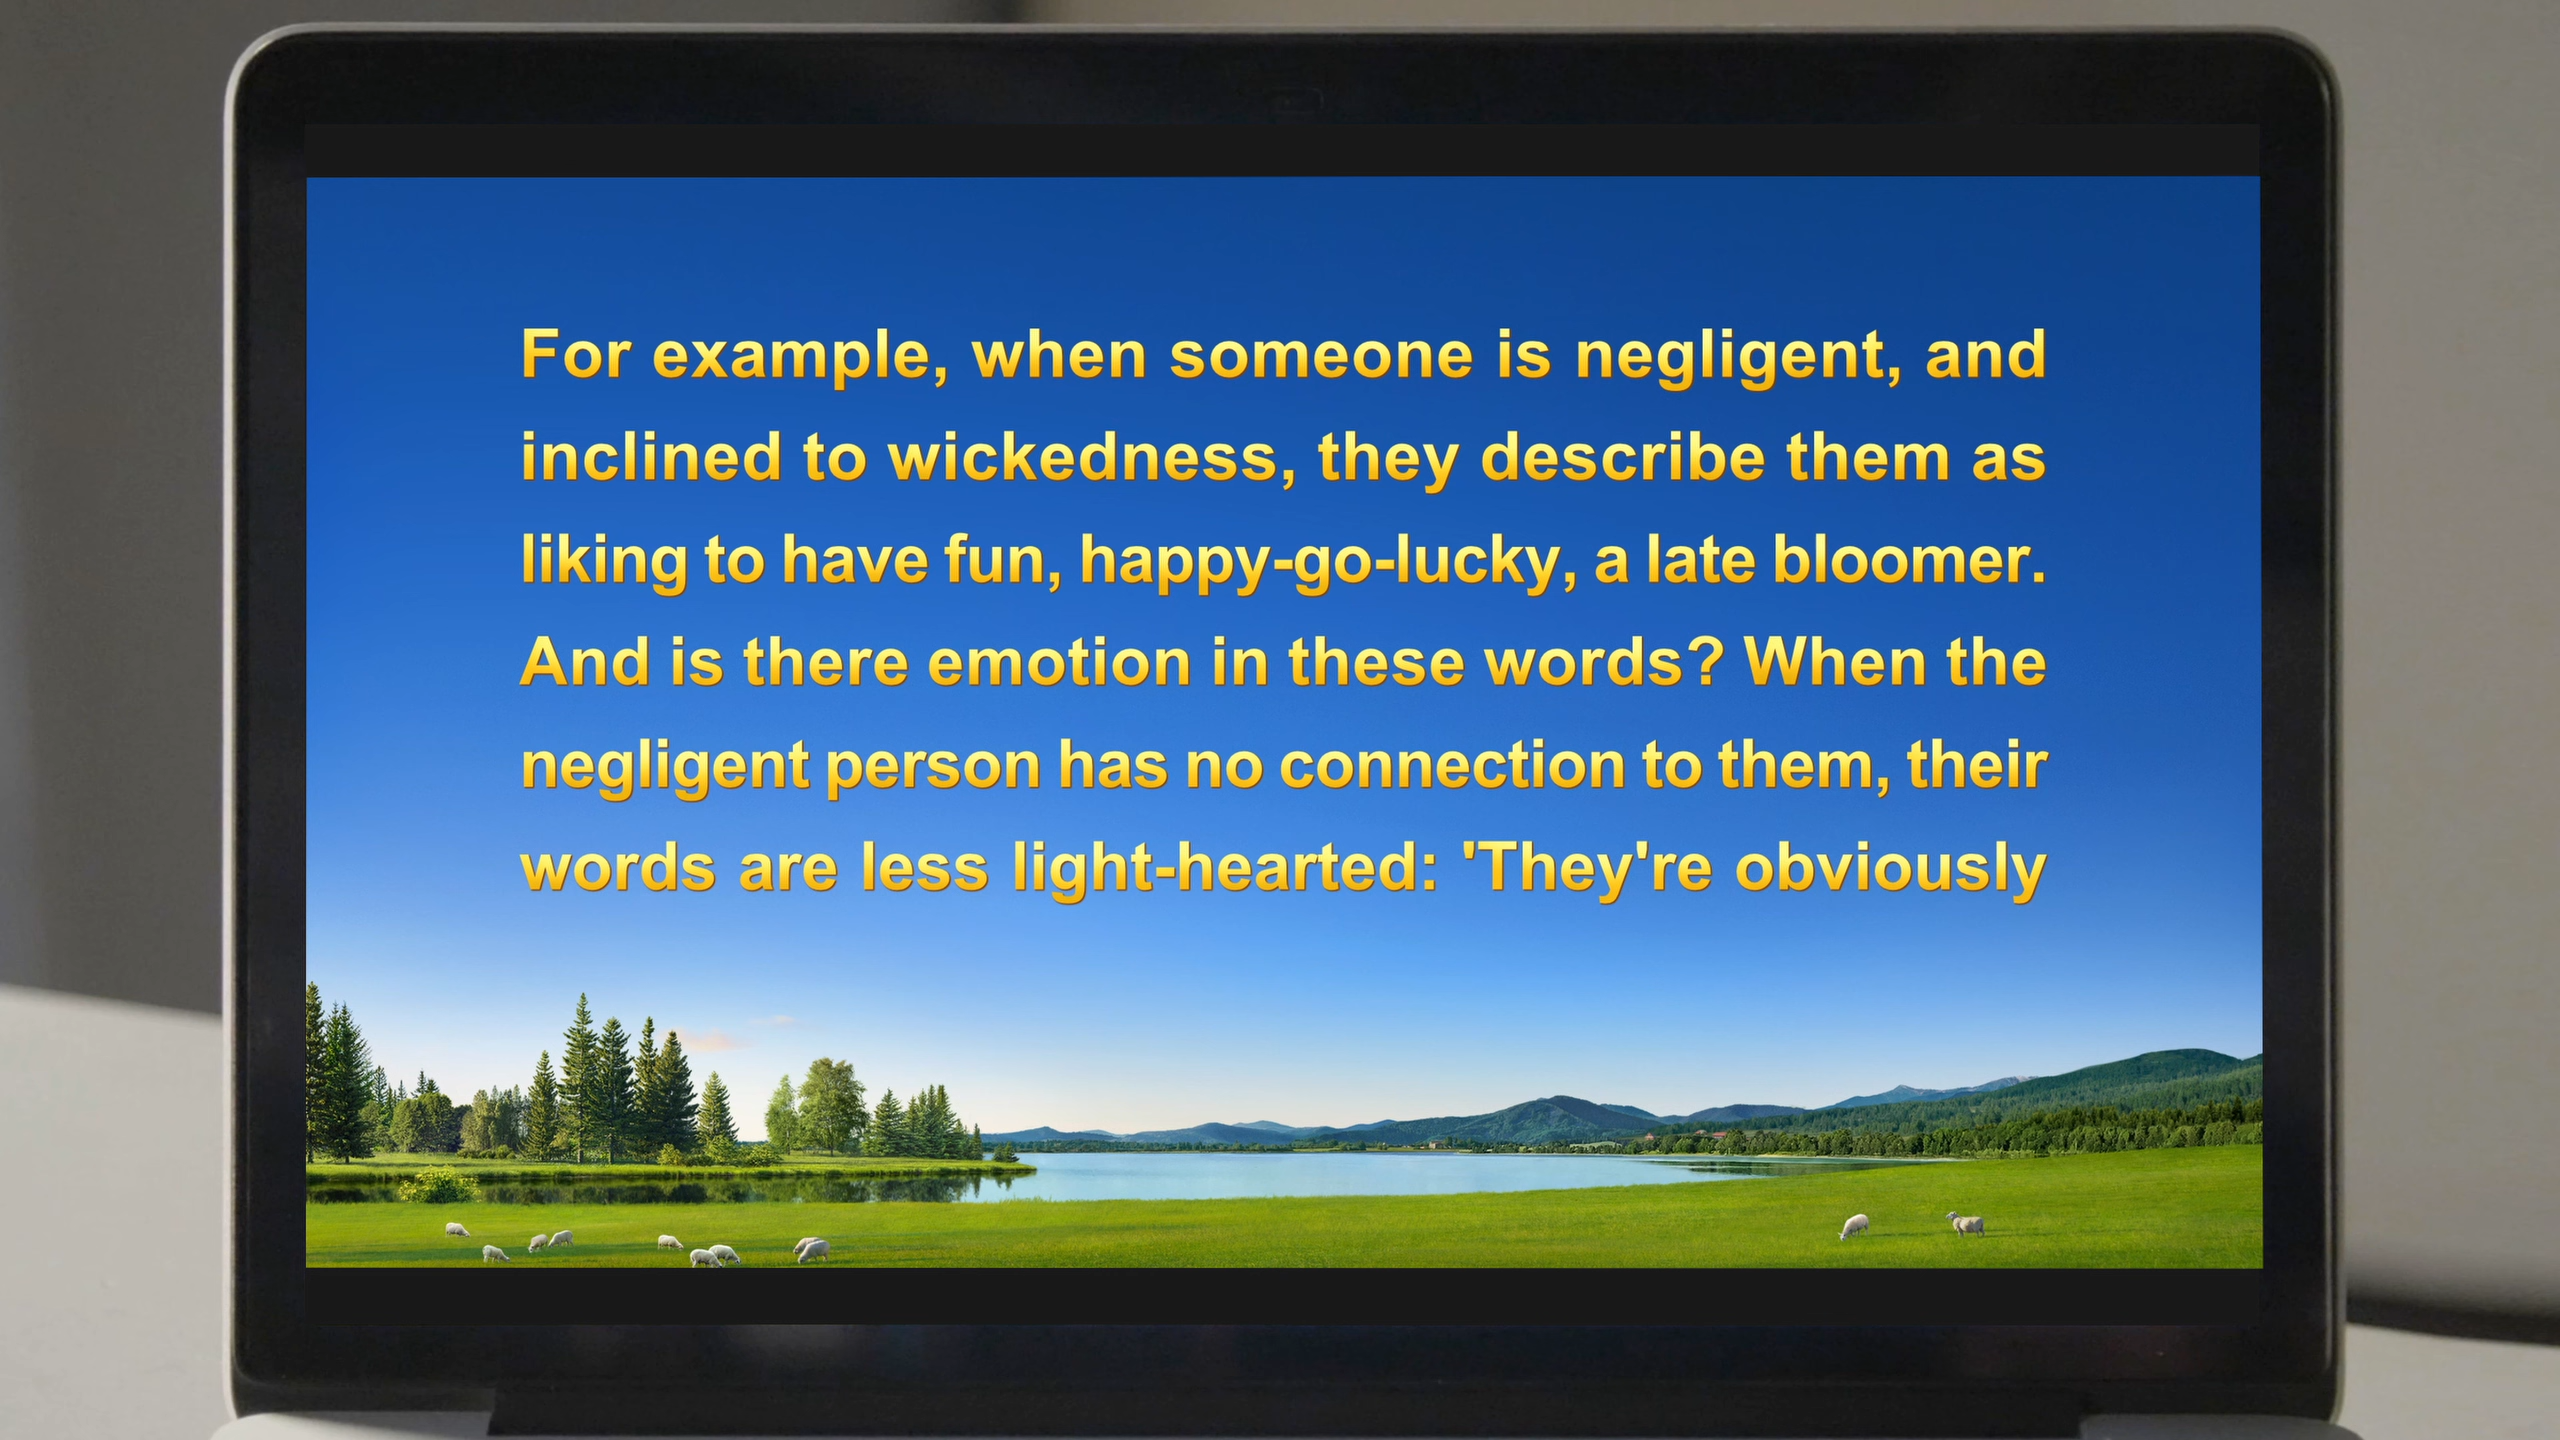 For example, when someone is negligent, and
inclined to wickedness, they describe them as
liking to have fun, happy-go-lucky, a late bloomer.
And is there emotion in these words? When the
negligent person has no connection to them, their
words are less light-hearted: 'They're obviously